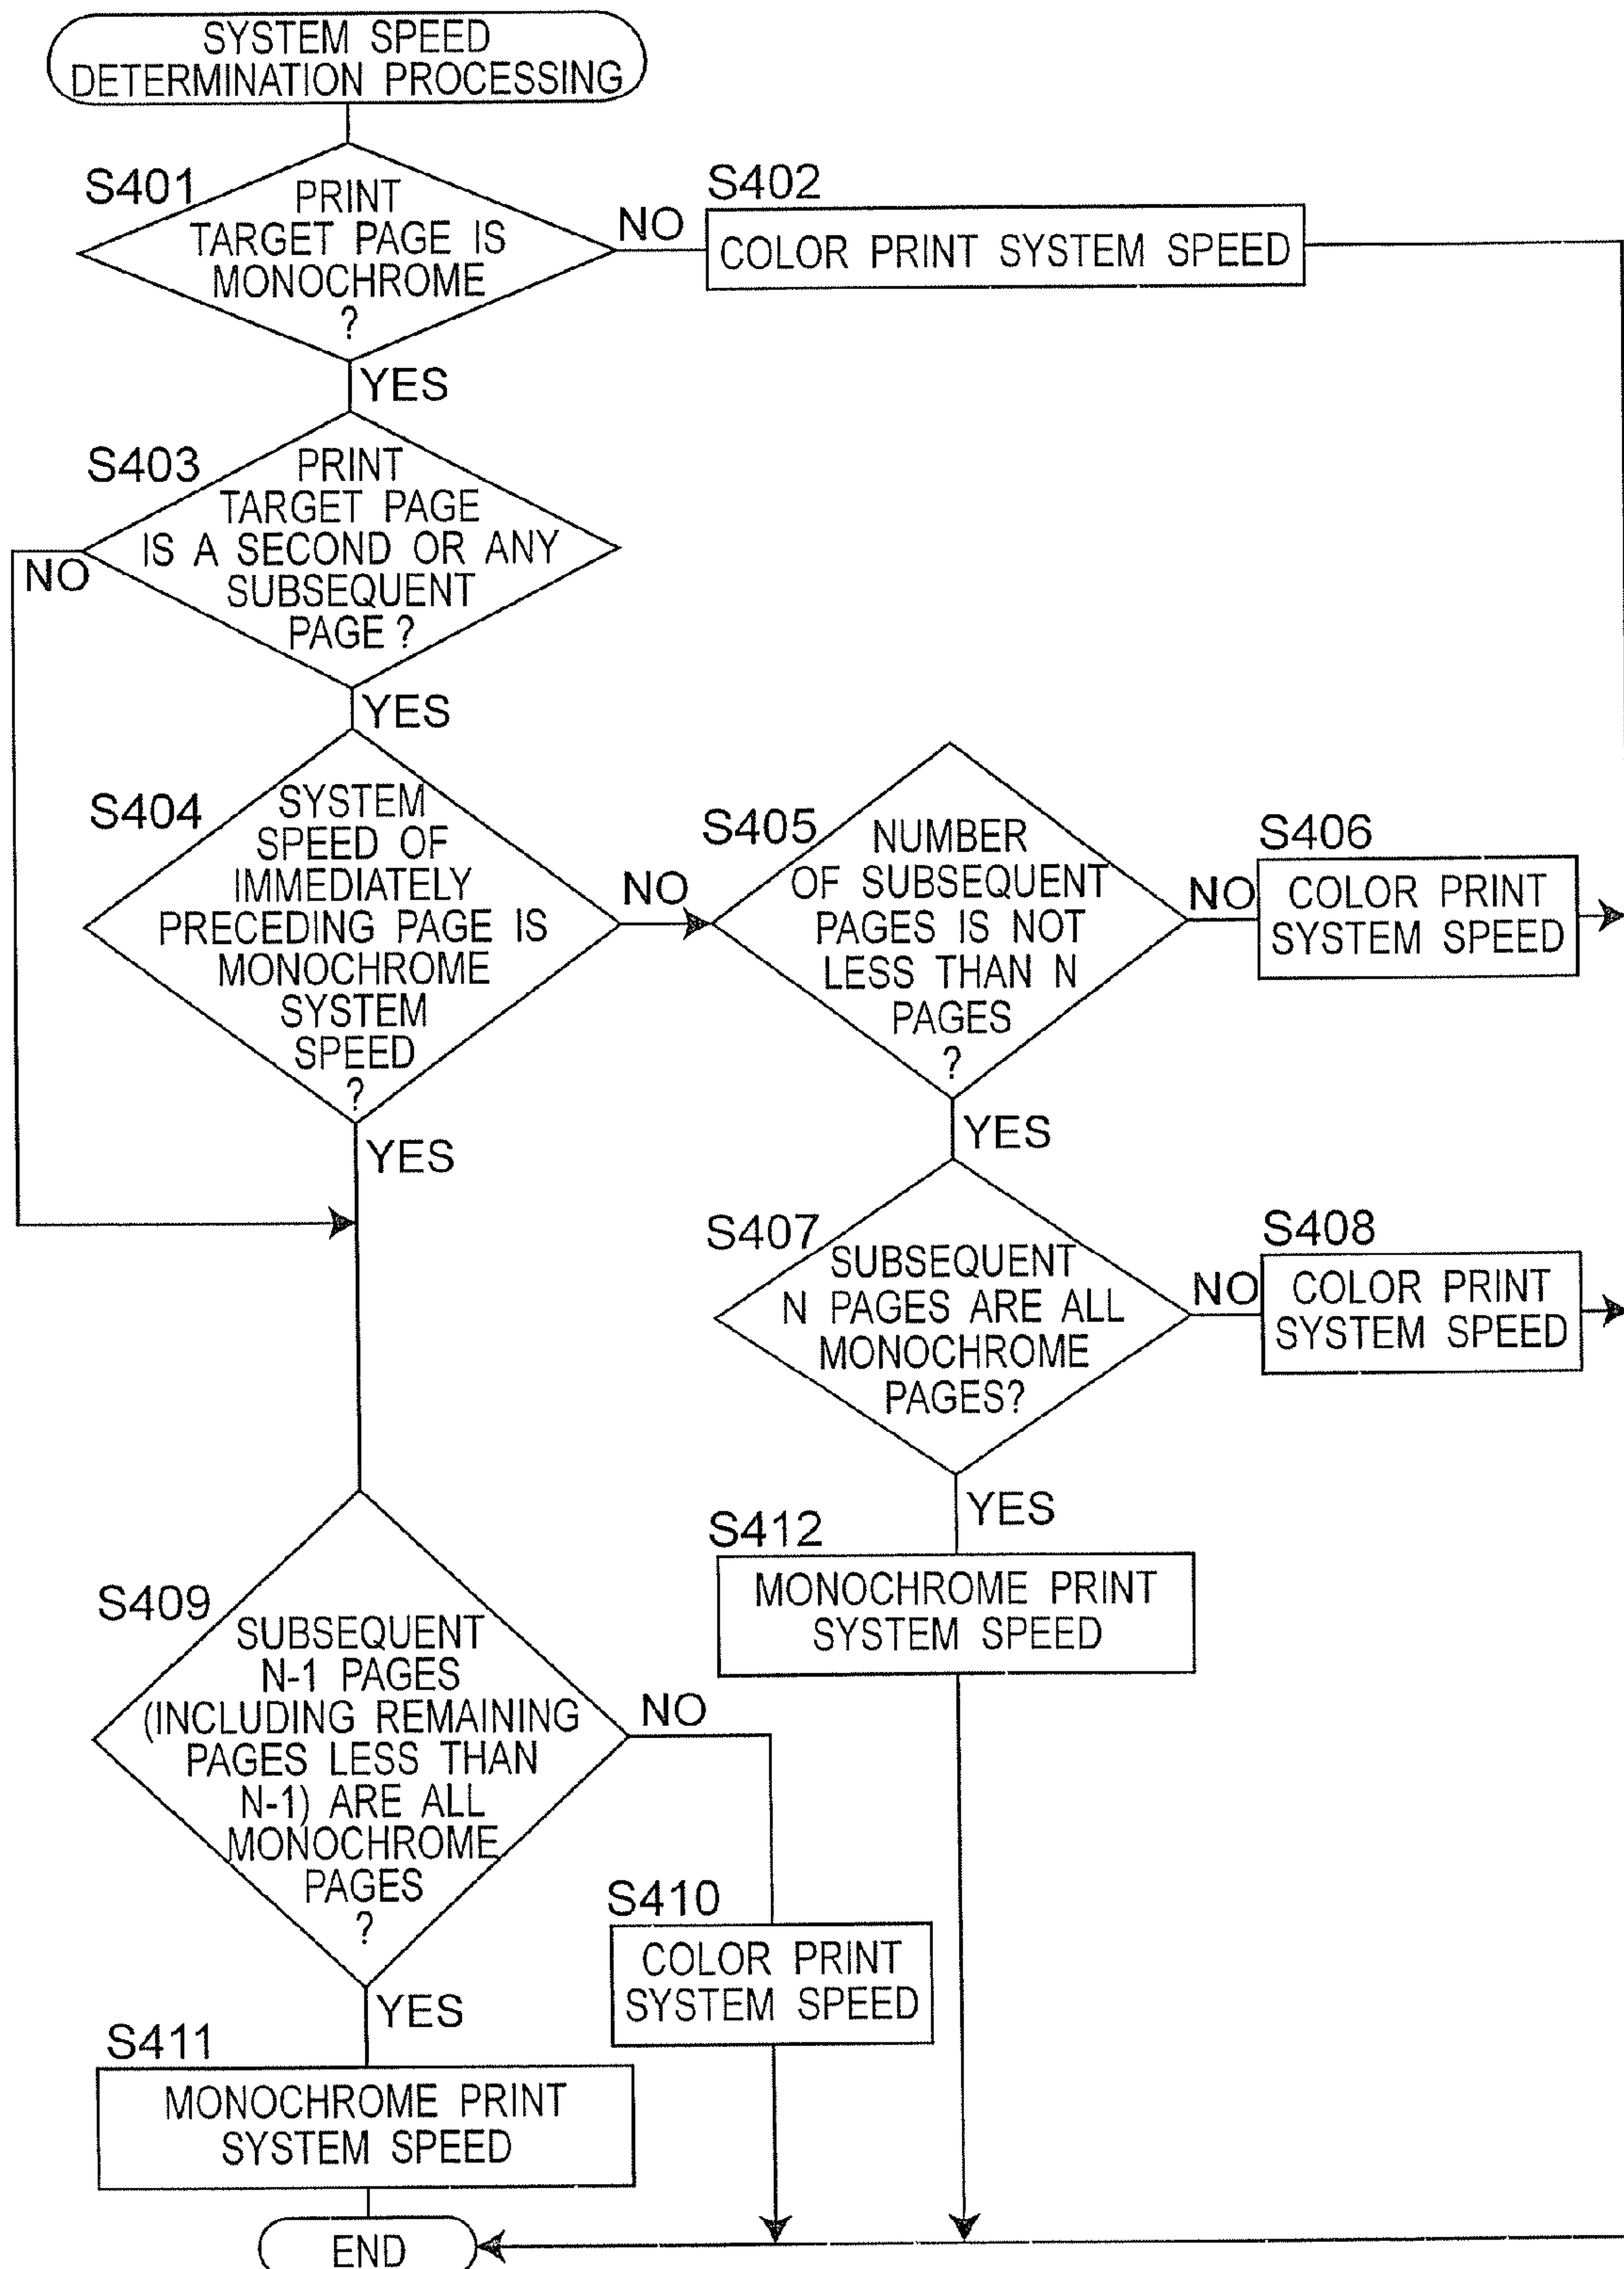 SYSTEM SPEED
DETERMINATION PROCESSING
S401
PRINT
TARGET PAGE IS
MONOCHROME
?
NO
S402
COLOR PRINT SYSTEM SPEED
YES
S403
PRINT
TARGET PAGE
IS A SECOND OR ANY
SUBSEQUENT
PAGE ?
NO
YES
S404
SYSTEM
SPEED OF
IMMEDIATELY
PRECEDING PAGE IS
MONOCHROME
SYSTEM
SPEED
?
NO
S405
NUMBER
OF SUBSEQUENT
PAGES IS NOT
LESS THAN N
PAGES
?
NO
S406
COLOR PRINT
SYSTEM SPEED
YES
YES
S407
SUBSEQUENT
N PAGES ARE ALL
MONOCHROME
PAGES?
NO
S408
COLOR PRINT
SYSTEM SPEED
YES
S412
MONOCHROME PRINT
SYSTEM SPEED
S409
SUBSEQUENT
N-1 PAGES
(INCLUDING REMAINING
PAGES LESS THAN
N-1) ARE ALL
MONOCHROME
PAGES
?
NO
S410
COLOR PRINT
SYSTEM SPEED
YES
S411
MONOCHROME PRINT
SYSTEM SPEED
END